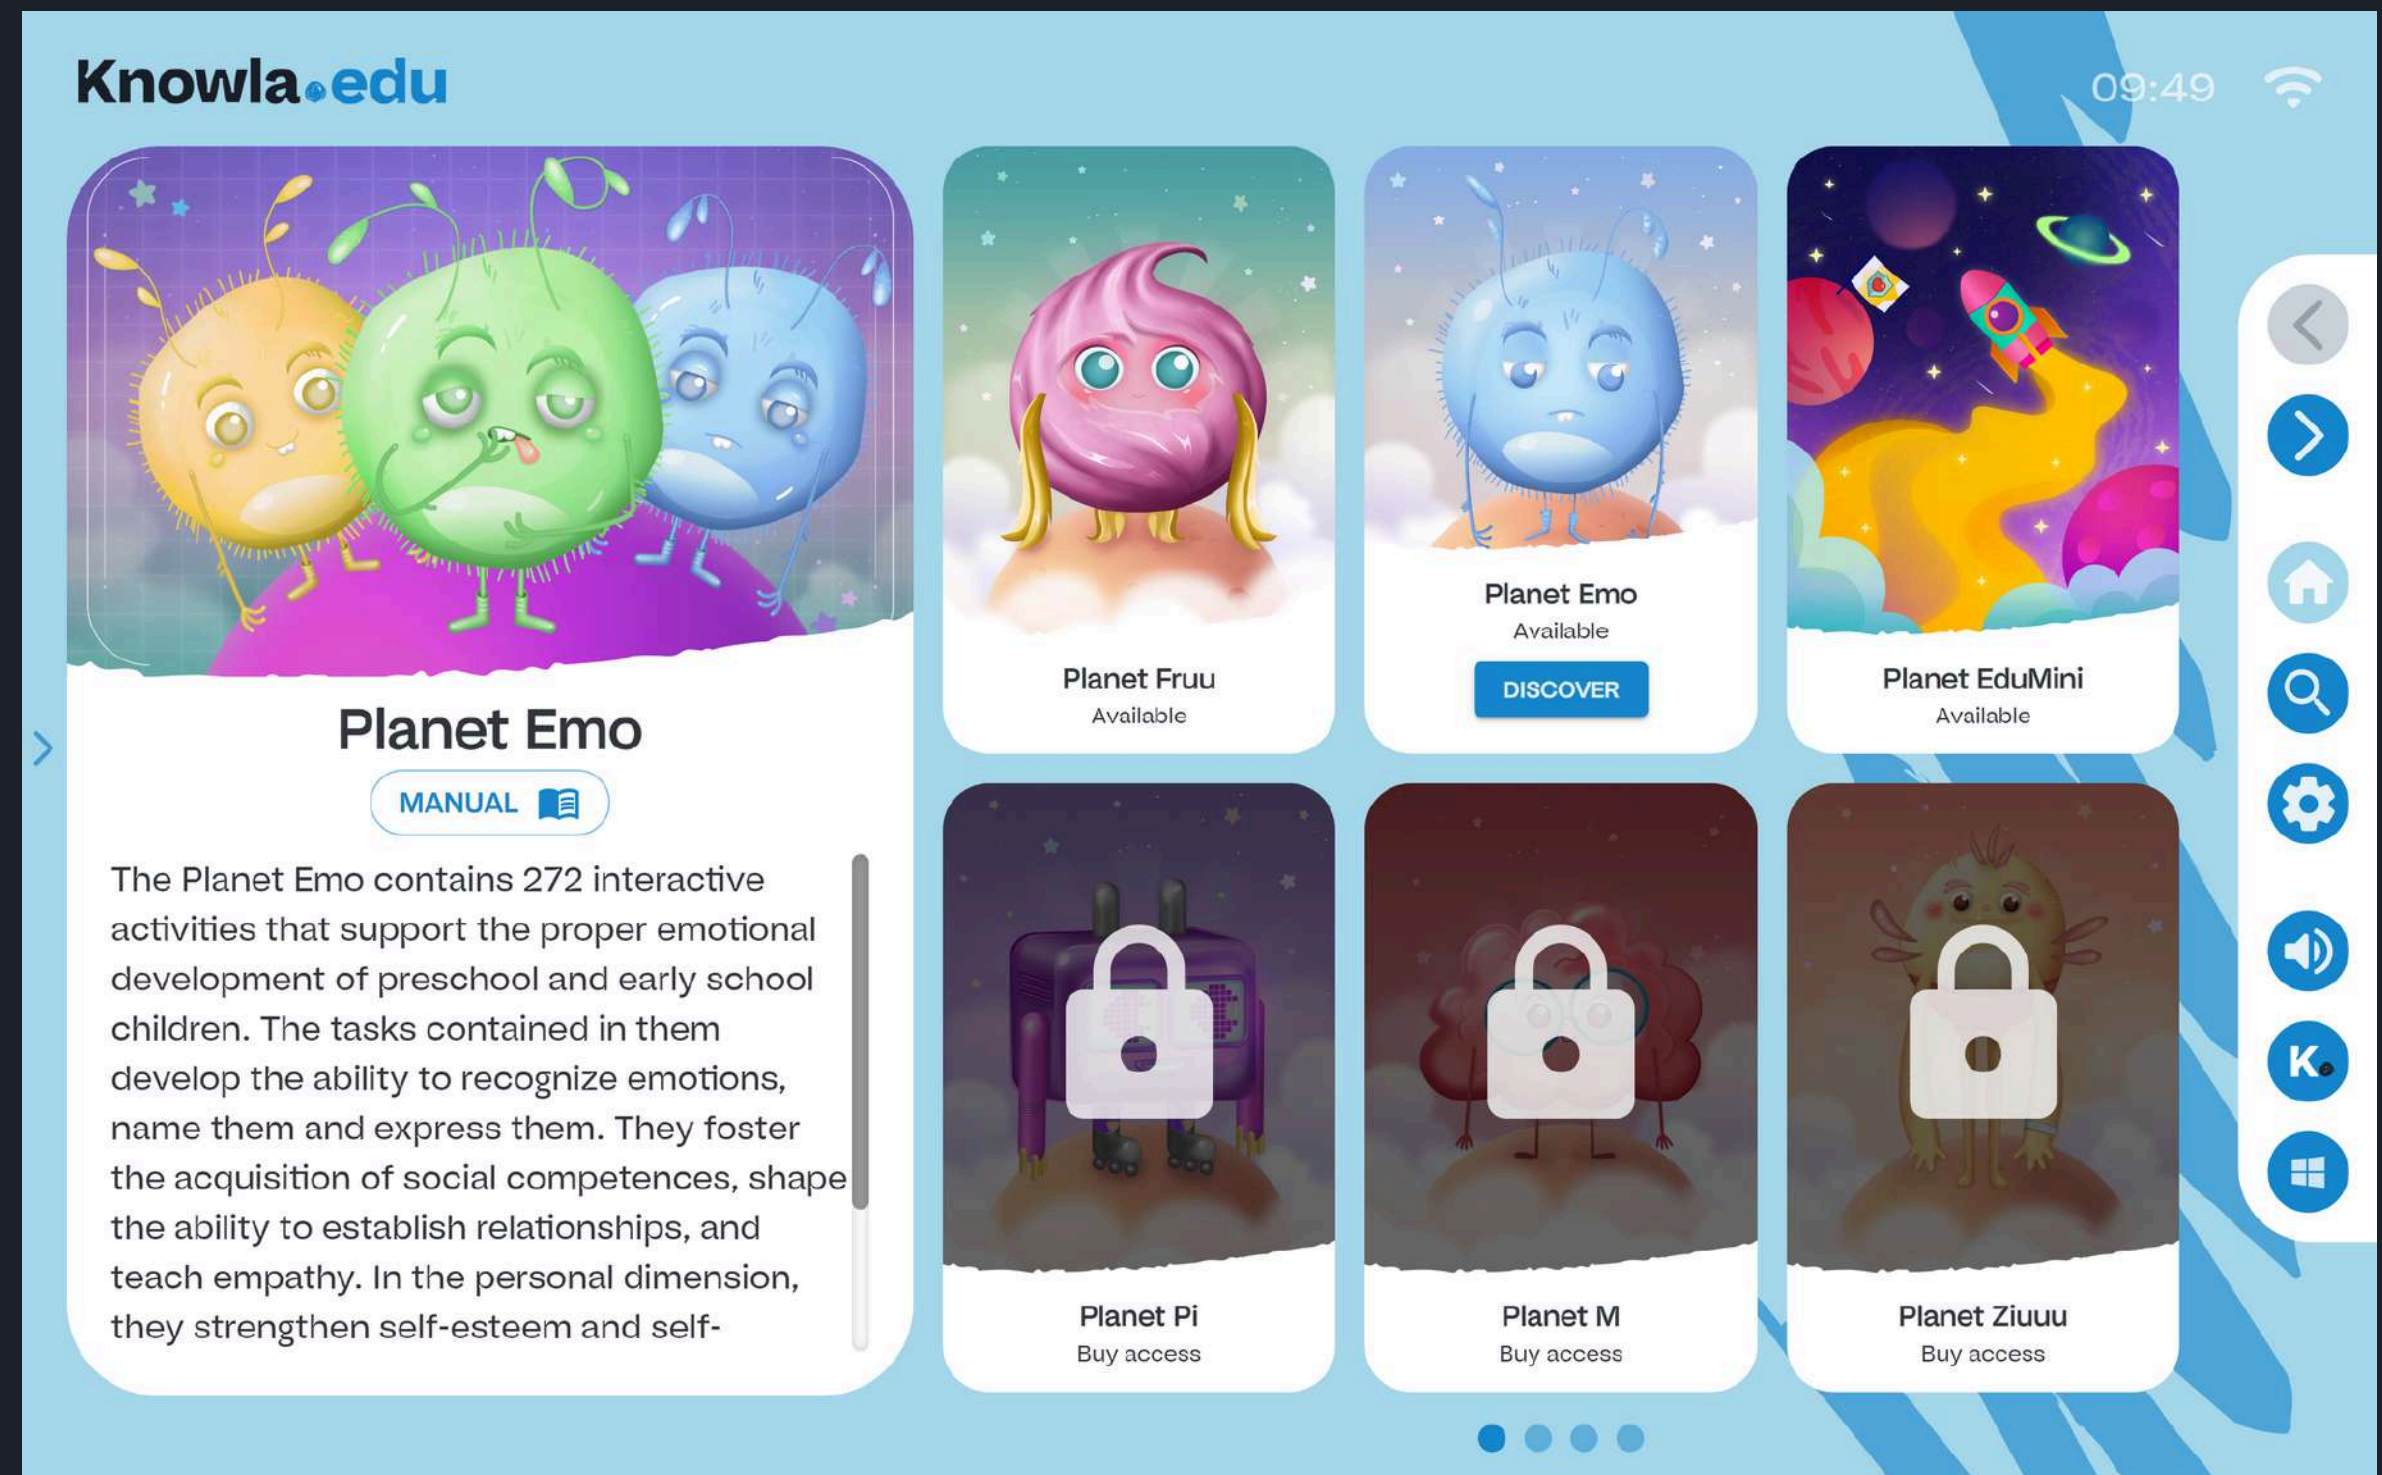 Knowla.edu
09:49
Planet Emo
MANUAL
The Planet Emo contains 272 interactive
activities that support the proper emotional
development of preschool and early school
children. The tasks contained in them
develop the ability to recognize emotions,
name them and express them. They foster
the acquisition of social competences, shape
the ability to establish relationships, and
teach empathy. In the personal dimension,
they strengthen self-esteem and self-
Planet Fruu
Available
Planet Emo
Available
DISCOVER
Planet EduMini
Available
Planet Pi
Buy access
Planet M
Buy access
Planet Ziuuu
Buy access
K.